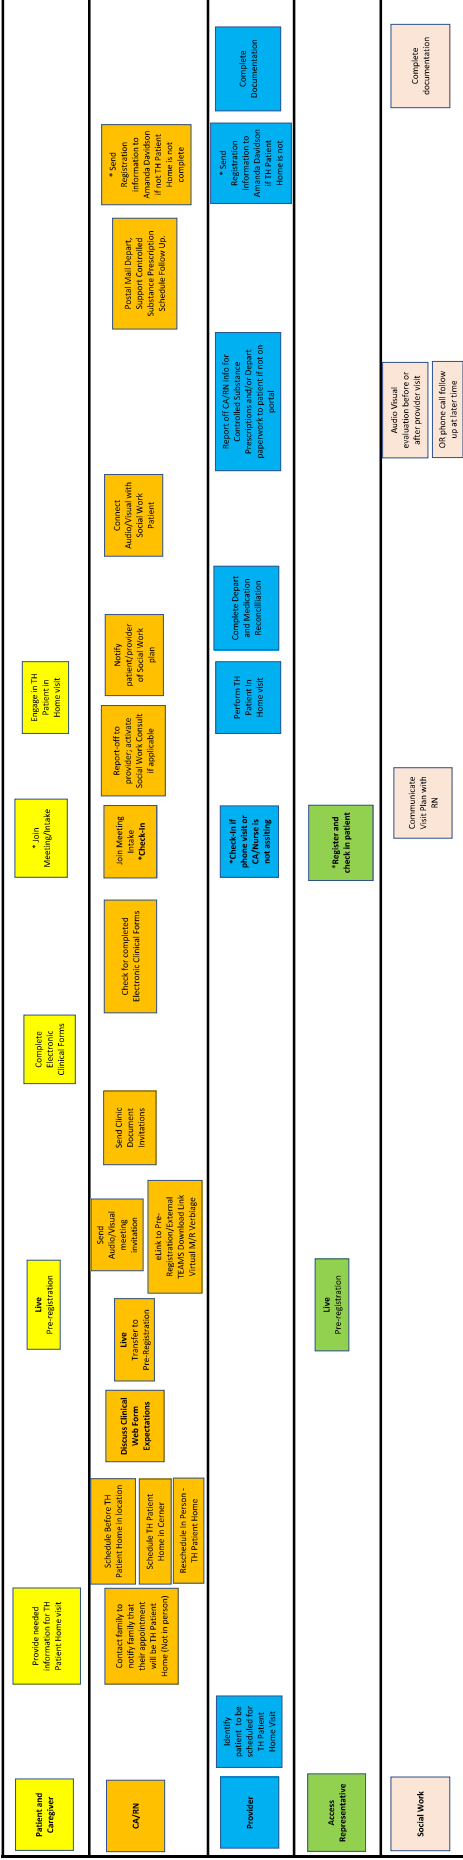 Patient and
Caregiver
Provide needed
information for TH
Patient Home visit
Live
Pre-registration
Complete
Electronic
Clinical Forms
* Join
Meeting/Intake
Engage in TH
Patient in
Home visit
CA/RN
Contact family to
notify family that
their appointment
will be TH Patient
Home (Not in person)
Schedule Before TH
Patient Home in location
Schedule TH Patient
Home in Cerner
Reschedule In Person -
TH Patient Home
Discuss Clinical
Web Form
Expectations
Live
Transfer to
Pre-Registration
Send
Audio/Visual
meeting
invitation
eLink to Pre-
Registration/External
TEAMS Download Link
Virtual M/R Verbiage
Send Clinic
Document
Invitations
Check for completed
Electronic Clinical Forms
Join Meeting
Intake
*Check-In
Report-off to
provider; activate
Social Work Consult
if applicable
Notify
patient/provider
of Social Work
plan
Connect
Audio/Visual with
Social Work
Patient
Postal Mail Depart,
Support Controlled
Substance Prescription
Schedule Follow Up.
* Send
Registration
information to
Amanda Davidson
if not TH Patient
Home is not
complete
Provider
Identify
patient to be
scheduled for
TH Patient
Home Visit
*Check-In if
phone visit or
CA/Nurse is
not assiting
Perform TH
Patient In
Home visit
Complete Depart
and Medication
Reconcilliation
Report off CA/RN Info for
Controlled Substance
Prescriptions and/or Depart
paperwork to patient if not on
portal
* Send
Registration
information to
Amanda Davidson
if TH Patient
Home is not
Complete
Documentation
Access
Representative
Live
Pre-registration
*Register and
check in patient
Social Work
Communicate
Visit Plan with
RN
Audio Visual
evaluation before or
after provider visit
OR phone call follow
up at later time
Complete
documentation